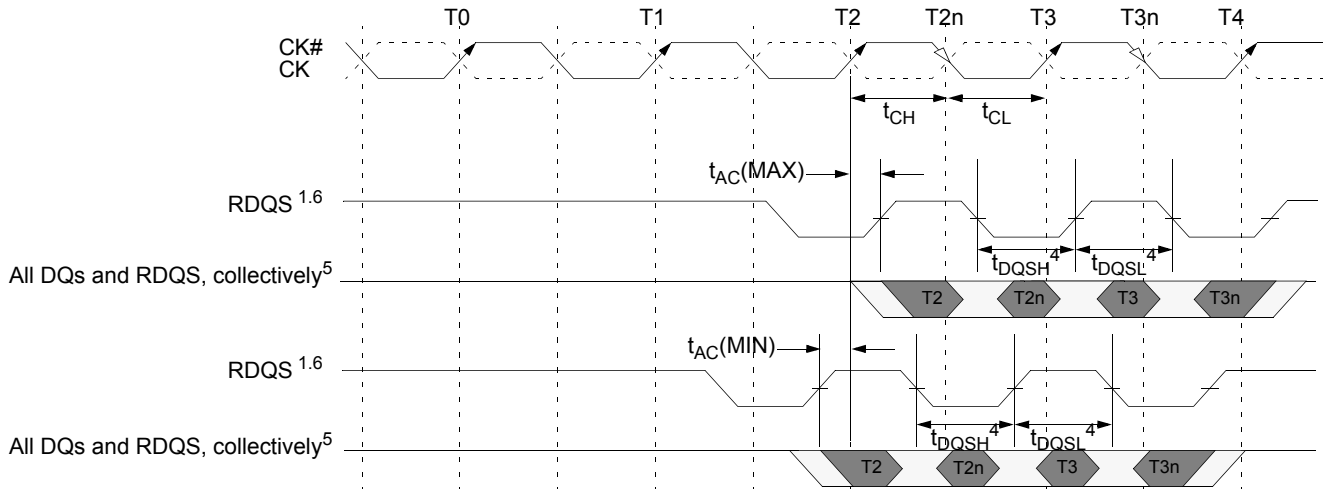 T0 T1 T2 T2n T3 T3n T4
CK#
CK
tCH tCL
tAC(MAX)
RDQS 1.6
tDQSH4 tDQSL4
All DQs and RDQS, collectively5
T2 T2n T3 T3n
tAC(MIN)
RDQS 1.6
tDQSH4 tDQSL4
All DQs and RDQS, collectively5
T2 T2n T3 T3n